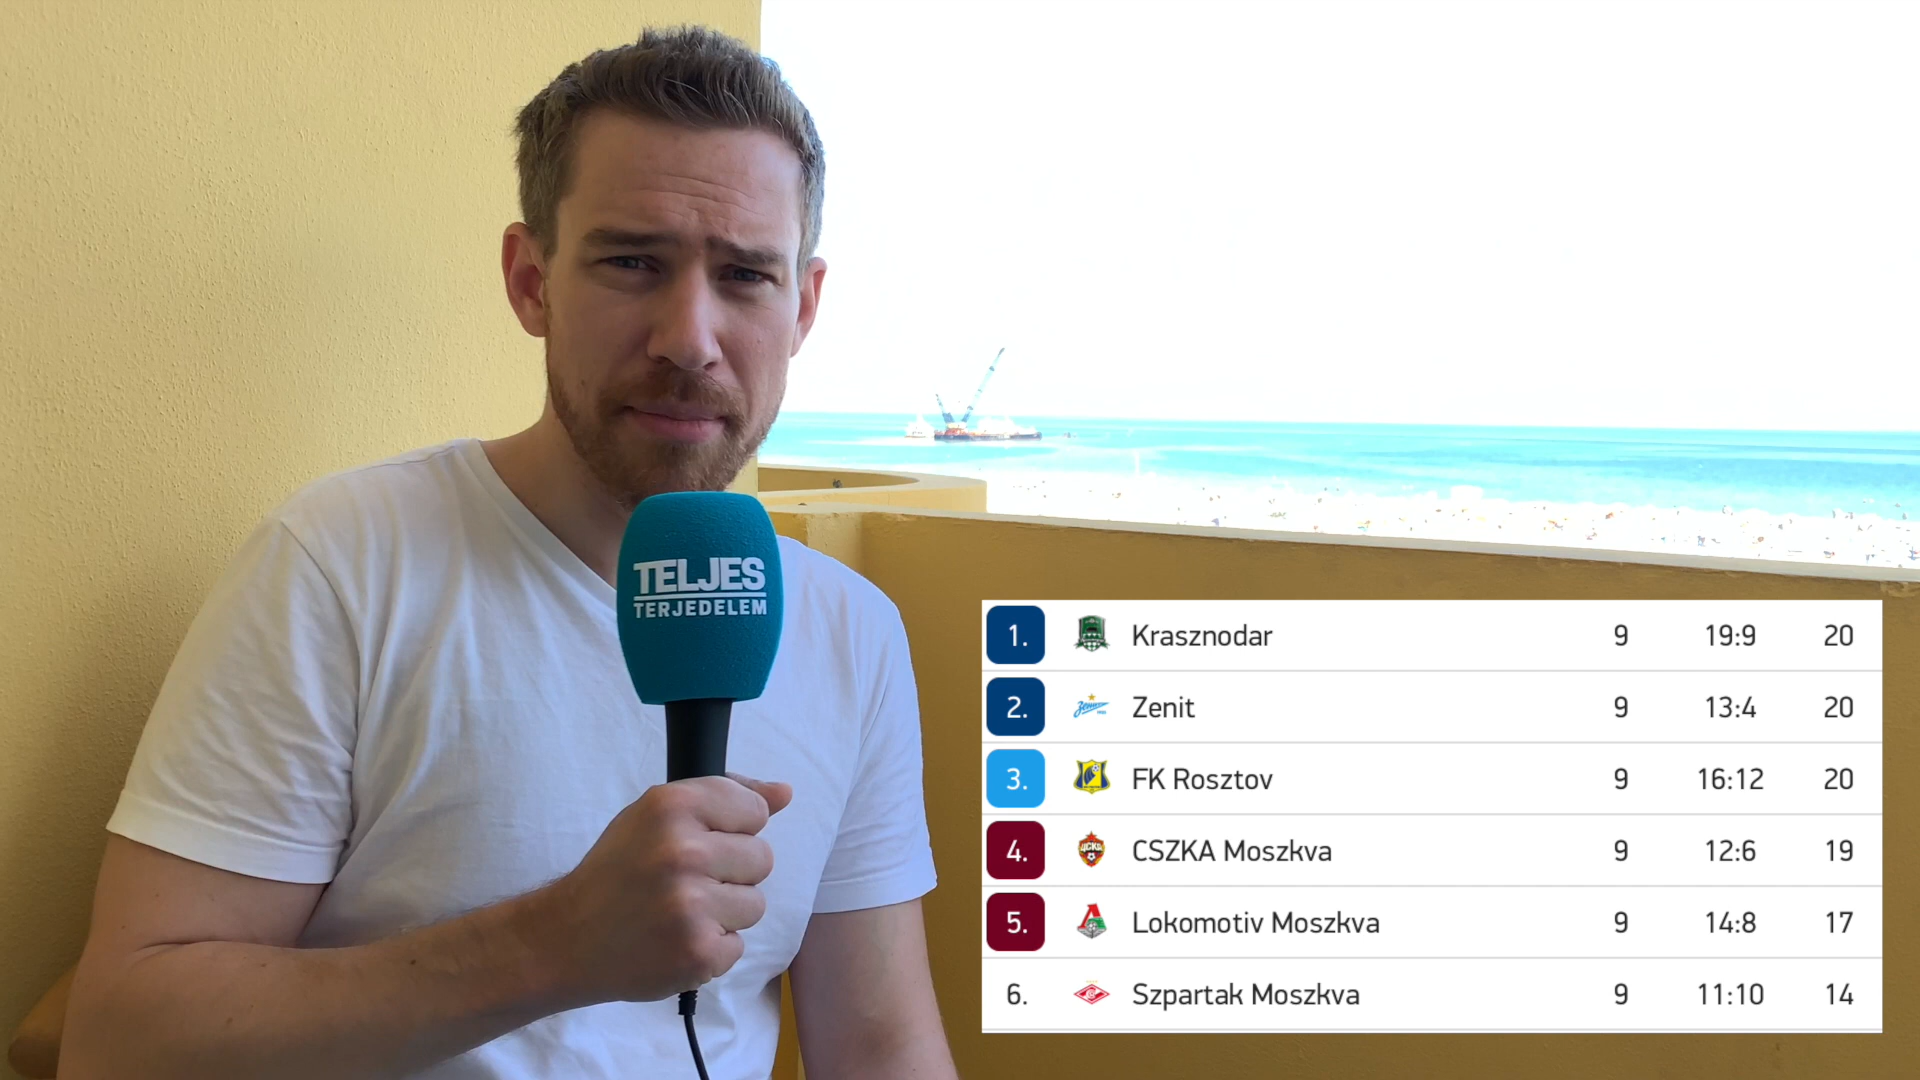 TELJES
TERJEDELEM
1. Krasznodar 9 19:9 20
2. Zenit 9 13:4 20
3. FK Rosztov 9 16:12 20
4. CSZKA Moszkva 9 12:6 19
5. Lokomotiv Moszkva 9 14:8 17
6. Szpartak Moszkva 9 11:10 14